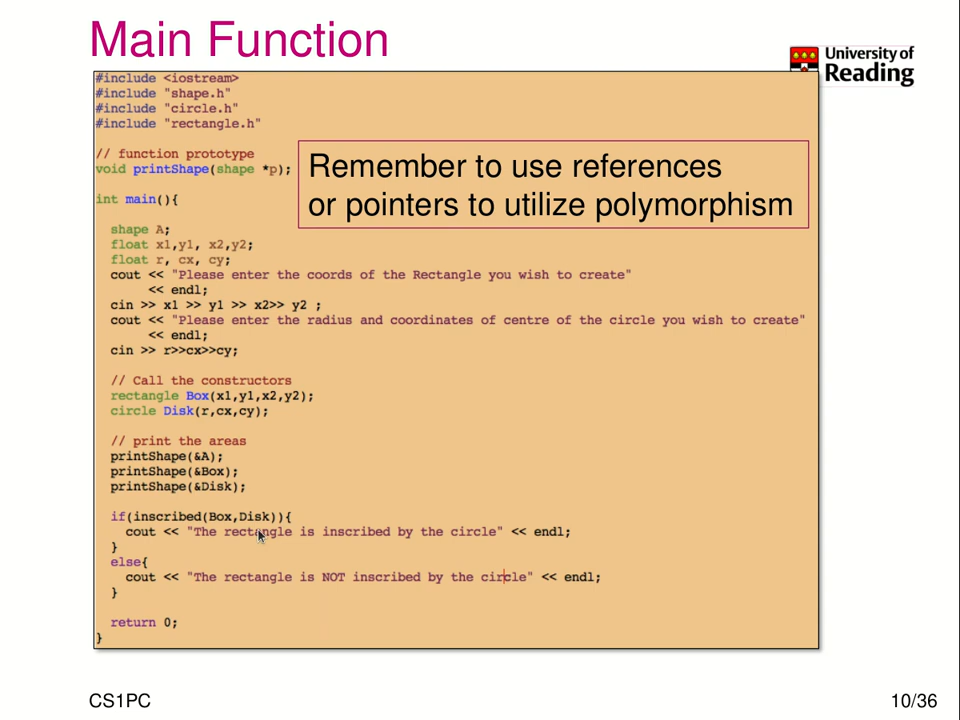 Main Function
University of
Reading
#include <iostream>
#include "shape.h"
#include "circle.h"
#include "rectangle.h"
// function prototype
void printShape(shape *p);
Remember to use references
or pointers to utilize polymorphism
int main(){
shape A;
float x1,y1, x2,y2;
float r, cx, cy;
cout << "Please enter the coords of the Rectangle you wish to create"
<< endl;
cin >> x1 >> y1 >> x2>> y2 ;
cout << "Please enter the radius and coordinates of centre of the circle you wish to create"
<< endl;
cin >> r>>cx>>cy;
// Call the constructors
rectangle Box(x1,y1,x2,y2);
circle Disk(r,cx,cy);
// print the areas
printShape(&A);
printShape(&Box);
printShape(&Disk);
if(inscribed(Box,Disk)){
cout << "The rectangle is inscribed by the circle" << endl;
}
else{
cout << "The rectangle is NOT inscribed by the circle" << endl;
}
return 0;
}
CS1PC
10/36